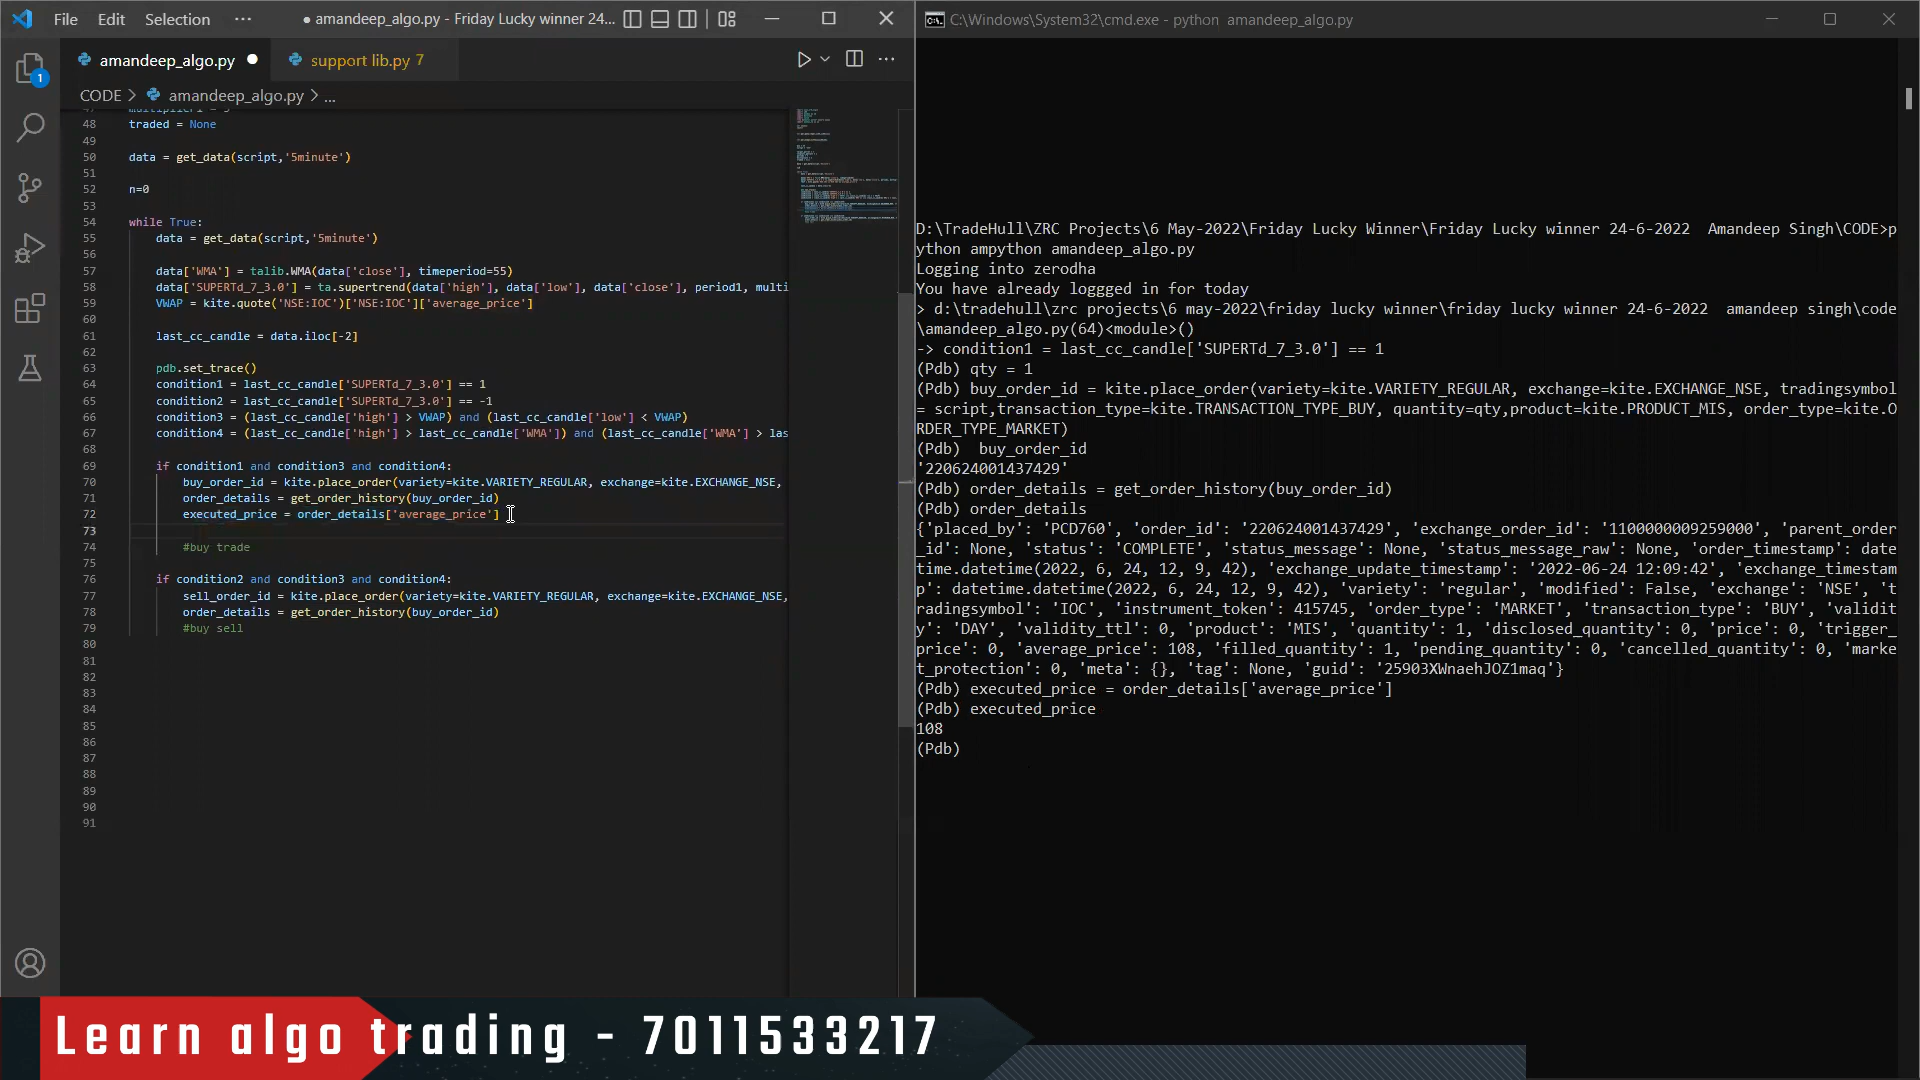 File Edit Selection ··· ● amandeep_algo.py - Friday Lucky winner 24...
amandeep_algo.py ● support lib.py 7
CODE > amandeep_algo.py > ...
48 traded = None
49
50 data = get_data(script,'5minute')
51
52 n=0
53
54 while True:
55 data = get_data(script,'5minute')
56
57 data['WMA'] = talib.WMA(data['close'], timeperiod=55)
58 data['SUPERTd_7_3.0'] = ta.supertrend(data['high'], data['low'], data['close'], period1, multi
59 VWAP = kite.quote('NSE:IOC')['NSE:IOC']['average_price']
60
61 last_cc_candle = data.iloc[-2]
62
63 pdb.set_trace()
64 condition1 = last_cc_candle['SUPERTd_7_3.0'] == 1
65 condition2 = last_cc_candle['SUPERTd_7_3.0'] == -1
66 condition3 = (last_cc_candle['high'] > VWAP) and (last_cc_candle['low'] < VWAP)
67 condition4 = (last_cc_candle['high'] > last_cc_candle['WMA']) and (last_cc_candle['WMA'] > las
68
69 if condition1 and condition3 and condition4:
70 buy_order_id = kite.place_order(variety=kite.VARIETY_REGULAR, exchange=kite.EXCHANGE_NSE,
71 order_details = get_order_history(buy_order_id)
72 executed_price = order_details['average_price']
73
74 #buy trade
75
76 if condition2 and condition3 and condition4:
77 sell_order_id = kite.place_order(variety=kite.VARIETY_REGULAR, exchange=kite.EXCHANGE_NSE,
78 order_details = get_order_history(buy_order_id)
79 #buy sell
80
81
82
83
84
85
86
87
88
89
90
91
1
C:\Windows\System32\cmd.exe - python amandeep_algo.py
D:\TradeHull\ZRC Projects\6 May-2022\Friday Lucky Winner\Friday Lucky winner 24-6-2022 Amandeep Singh\CODE>p
ython ampython amandeep_algo.py
Logging into zerodha
You have already loggged in for today
> d:\tradehull\zrc projects\6 may-2022\friday lucky winner\friday lucky winner 24-6-2022 amandeep singh\code
\amandeep_algo.py(64)<module>()
-> condition1 = last_cc_candle['SUPERTd_7_3.0'] == 1
(Pdb) qty = 1
(Pdb) buy_order_id = kite.place_order(variety=kite.VARIETY_REGULAR, exchange=kite.EXCHANGE_NSE, tradingsymbol
= script,transaction_type=kite.TRANSACTION_TYPE_BUY, quantity=qty,product=kite.PRODUCT_MIS, order_type=kite.O
RDER_TYPE_MARKET)
(Pdb) buy_order_id
'220624001437429'
(Pdb) order_details = get_order_history(buy_order_id)
(Pdb) order_details
{'placed_by': 'PCD760', 'order_id': '220624001437429', 'exchange_order_id': '1100000009259000', 'parent_order
_id': None, 'status': 'COMPLETE', 'status_message': None, 'status_message_raw': None, 'order_timestamp': date
time.datetime(2022, 6, 24, 12, 9, 42), 'exchange_update_timestamp': '2022-06-24 12:09:42', 'exchange_timestam
p': datetime.datetime(2022, 6, 24, 12, 9, 42), 'variety': 'regular', 'modified': False, 'exchange': 'NSE', 't
radingsymbol': 'IOC', 'instrument_token': 415745, 'order_type': 'MARKET', 'transaction_type': 'BUY', 'validit
y': 'DAY', 'validity_ttl': 0, 'product': 'MIS', 'quantity': 1, 'disclosed_quantity': 0, 'price': 0, 'trigger_
price': 0, 'average_price': 108, 'filled_quantity': 1, 'pending_quantity': 0, 'cancelled_quantity': 0, 'marke
t_protection': 0, 'meta': {}, 'tag': None, 'guid': '25903XWnaehJOZ1maq'}
(Pdb) executed_price = order_details['average_price']
(Pdb) executed_price
108
(Pdb)
Learn algo trading - 7011533217